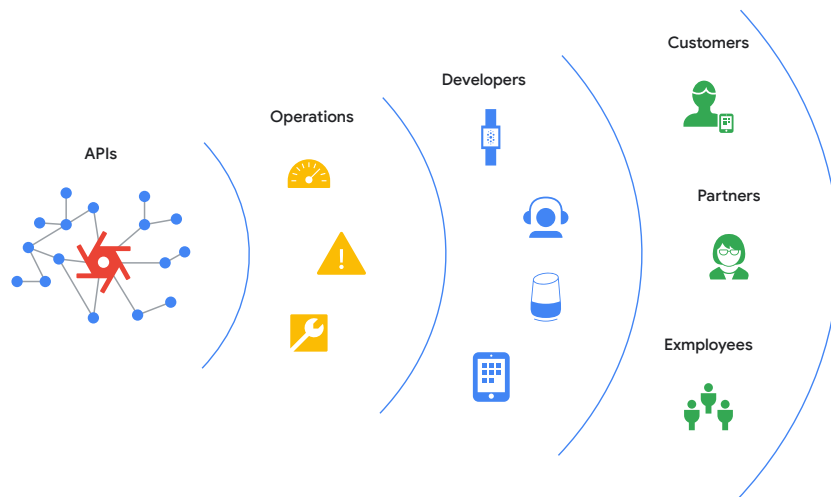 APIs
Operations
Developers
Customers
Partners
Exmployees